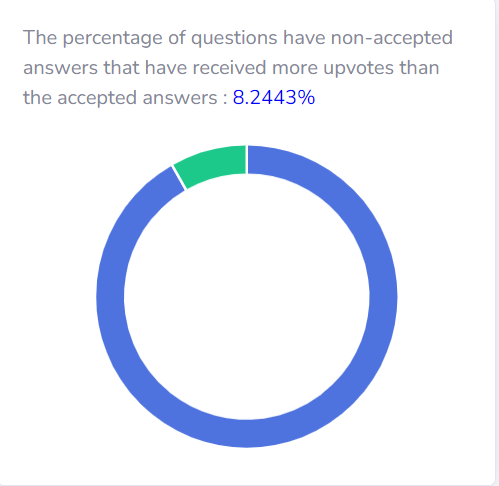 The percentage of questions have non-accepted
answers that have received more upvotes than
the accepted answers : 8.2443%